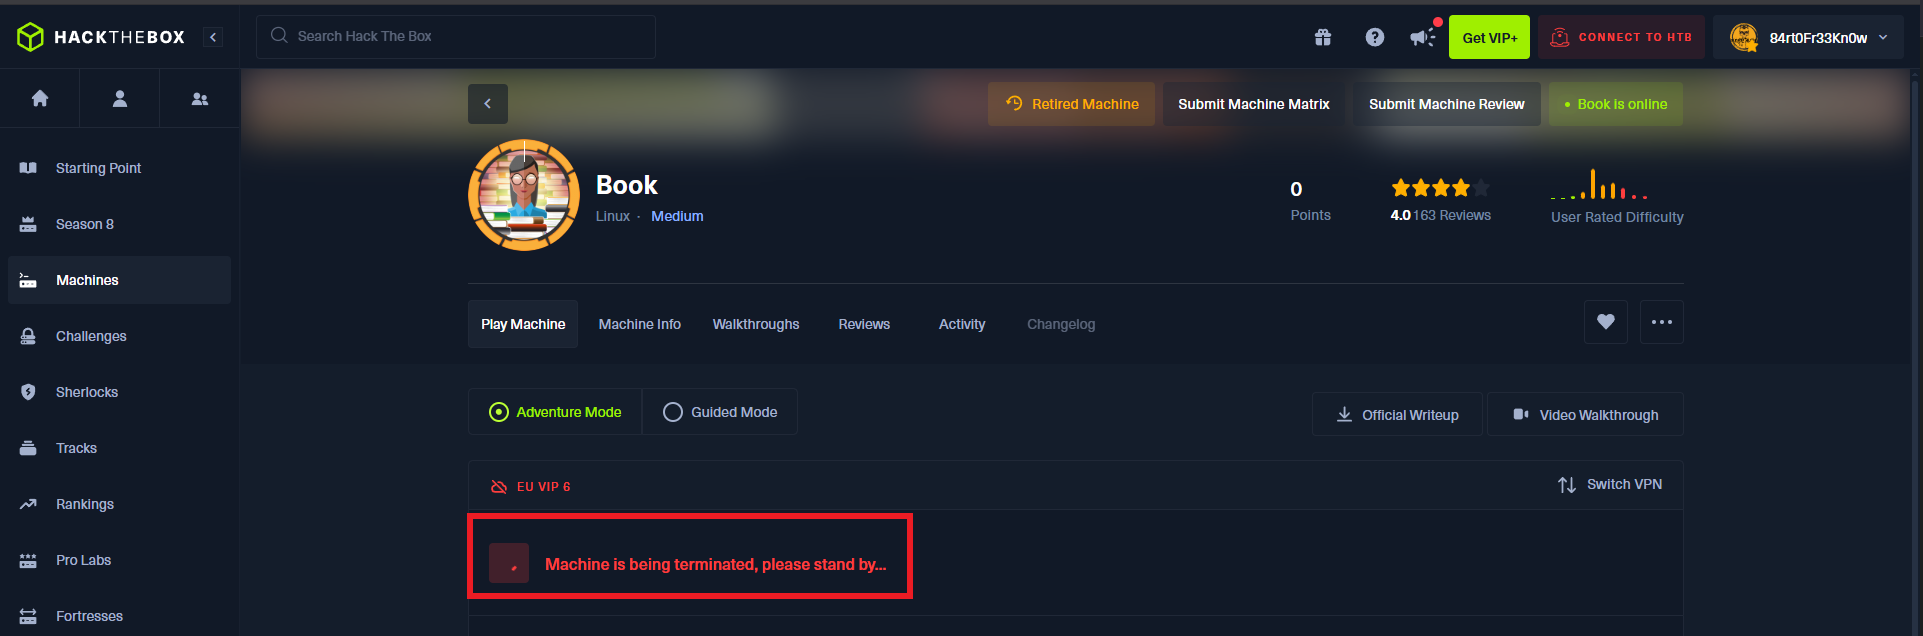 HACKTHEBOX
Search Hack The Box
Get VIP+
CONNECT TO HTB
84rt0Fr33Kn0w
Retired Machine
Submit Machine Matrix
Submit Machine Review
• Book is online
Starting Point
Season 8
Machines
Challenges
Sherlocks
Tracks
Rankings
Pro Labs
Fortresses
Book
Linux · Medium
0
Points
4.0 163 Reviews
User Rated Difficulty
Play Machine
Machine Info
Walkthroughs
Reviews
Activity
Changelog
Adventure Mode
Guided Mode
Official Writeup
Video Walkthrough
EU VIP 6
Switch VPN
Machine is being terminated, please stand by...